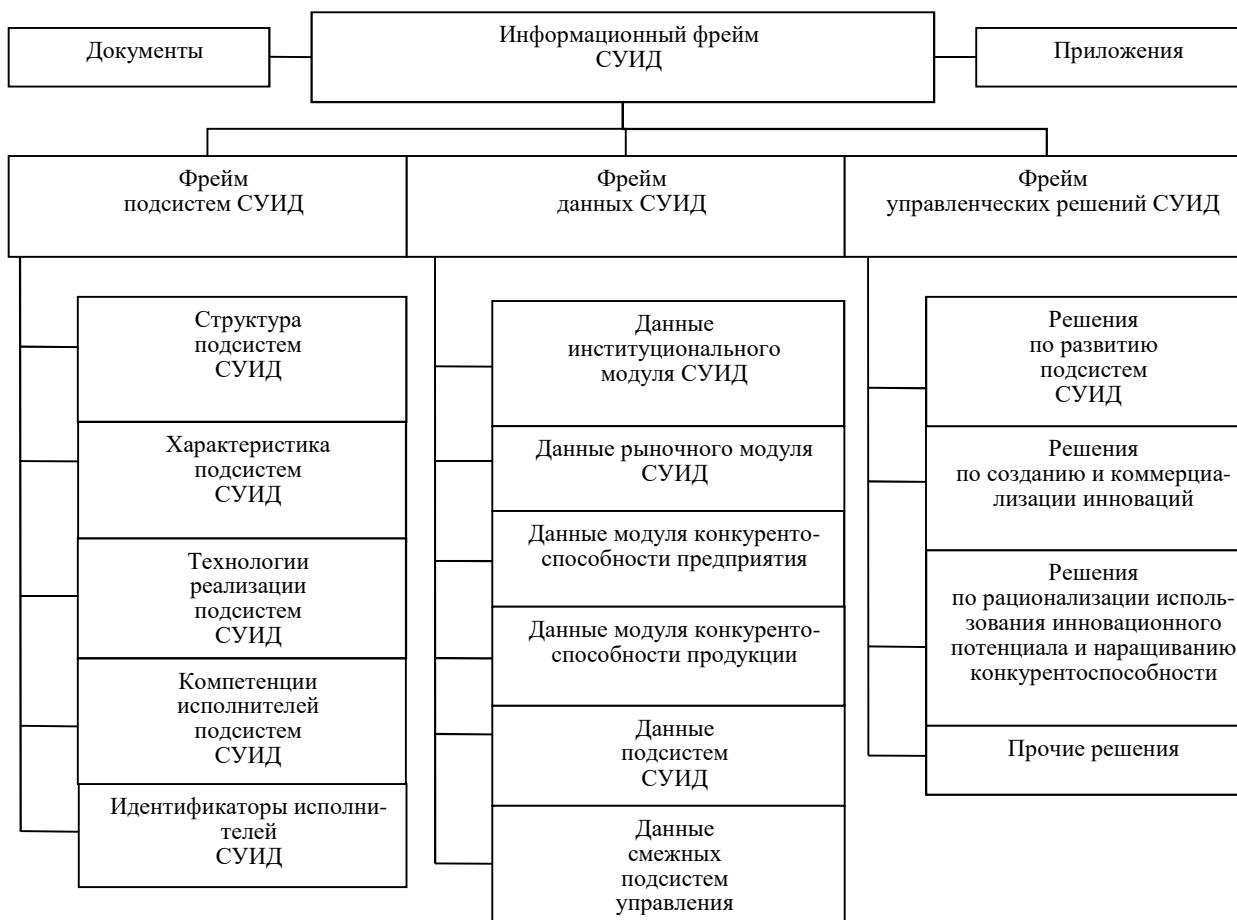 Документы
Информационный фрейм
СУИД
Приложения
Фрейм
подсистем СУИД
Фрейм
данных СУИД
Фрейм
управленческих решений СУИД
Структура
подсистем
СУИД
Характеристика
подсистем
СУИД
Технологии
реализации
подсистем
СУИД
Компетенции
исполнителей
подсистем
СУИД
Идентификаторы исполни-
телей
СУИД
Данные
институционального
модуля СУИД
Данные рыночного модуля
СУИД
Данные модуля конкуренто-
способности предприятия
Данные модуля конкуренто-
способности продукции
Данные
подсистем
СУИД
Данные
смежных
подсистем
управления
Решения
по развитию
подсистем
СУИД
Решения
по созданию и коммерциа-
лизации инноваций
Решения
по рационализации исполь-
зования инновационного
потенциала и наращиванию
конкурентоспособности
Прочие решения